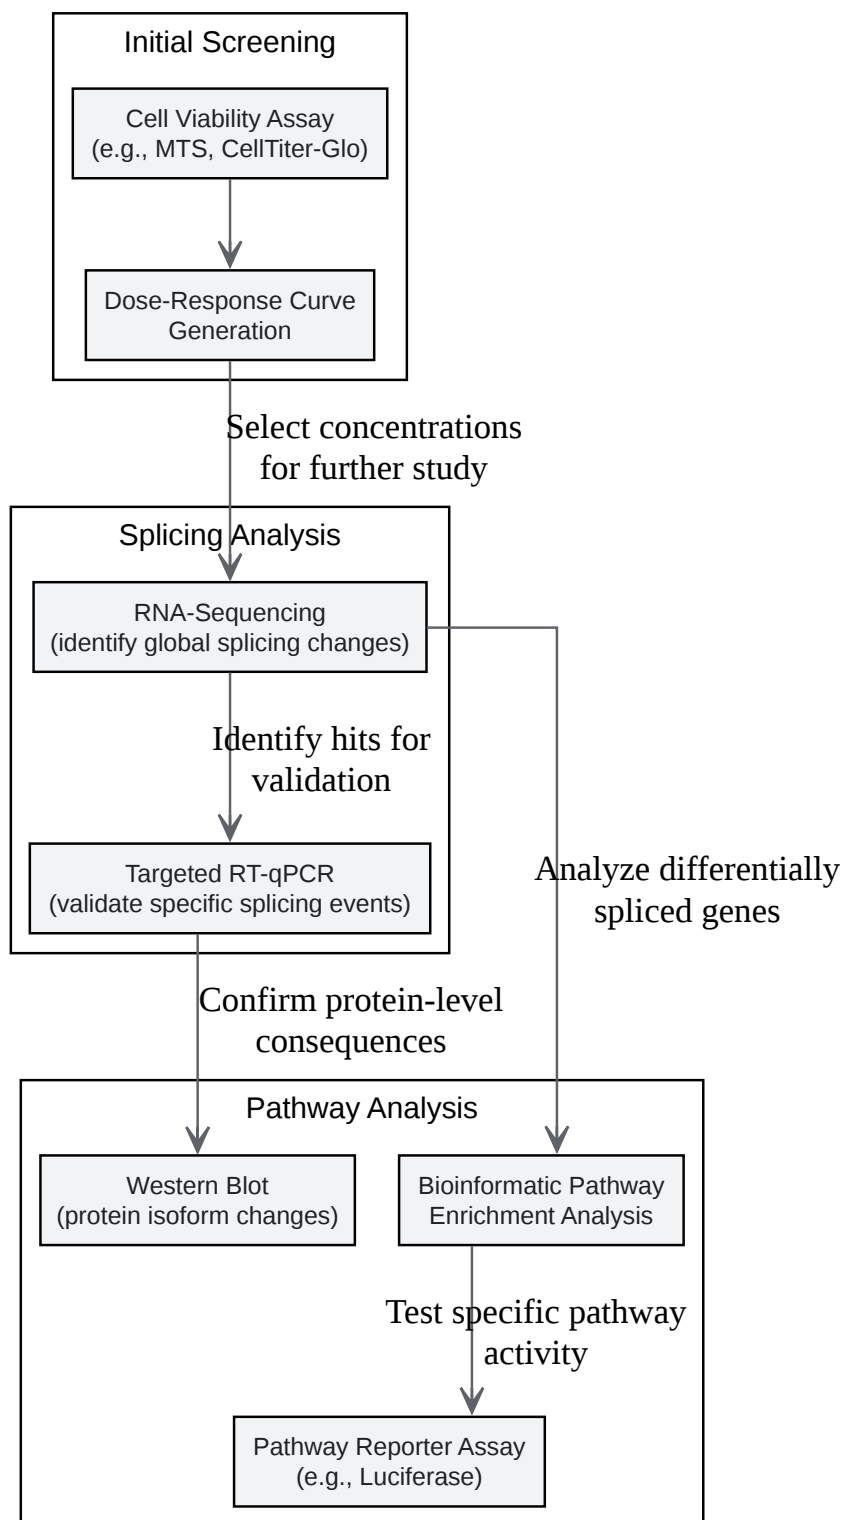 Initial Screening
Cell Viability Assay
(e.g., MTS, CellTiter-Glo)
Dose-Response Curve
Generation
Select concentrations
for further study
Splicing Analysis
RNA-Sequencing
(identify global splicing changes)
Identify hits for
validation
Targeted RT-qPCR
(validate specific splicing events)
Analyze differentially
spliced genes
Confirm protein-level
consequences
Pathway Analysis
Western Blot
(protein isoform changes)
Bioinformatic Pathway
Enrichment Analysis
Test specific pathway
activity
Pathway Reporter Assay
(e.g., Luciferase)